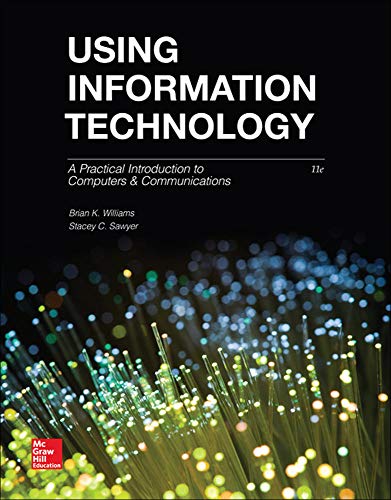 USING
INFORMATION
TECHNOLOGY
A Practical Introduction to
Computers & Communications
11e
Brian K. Williams
Stacey C. Sawyer
Mc
Graw
Hill
Education